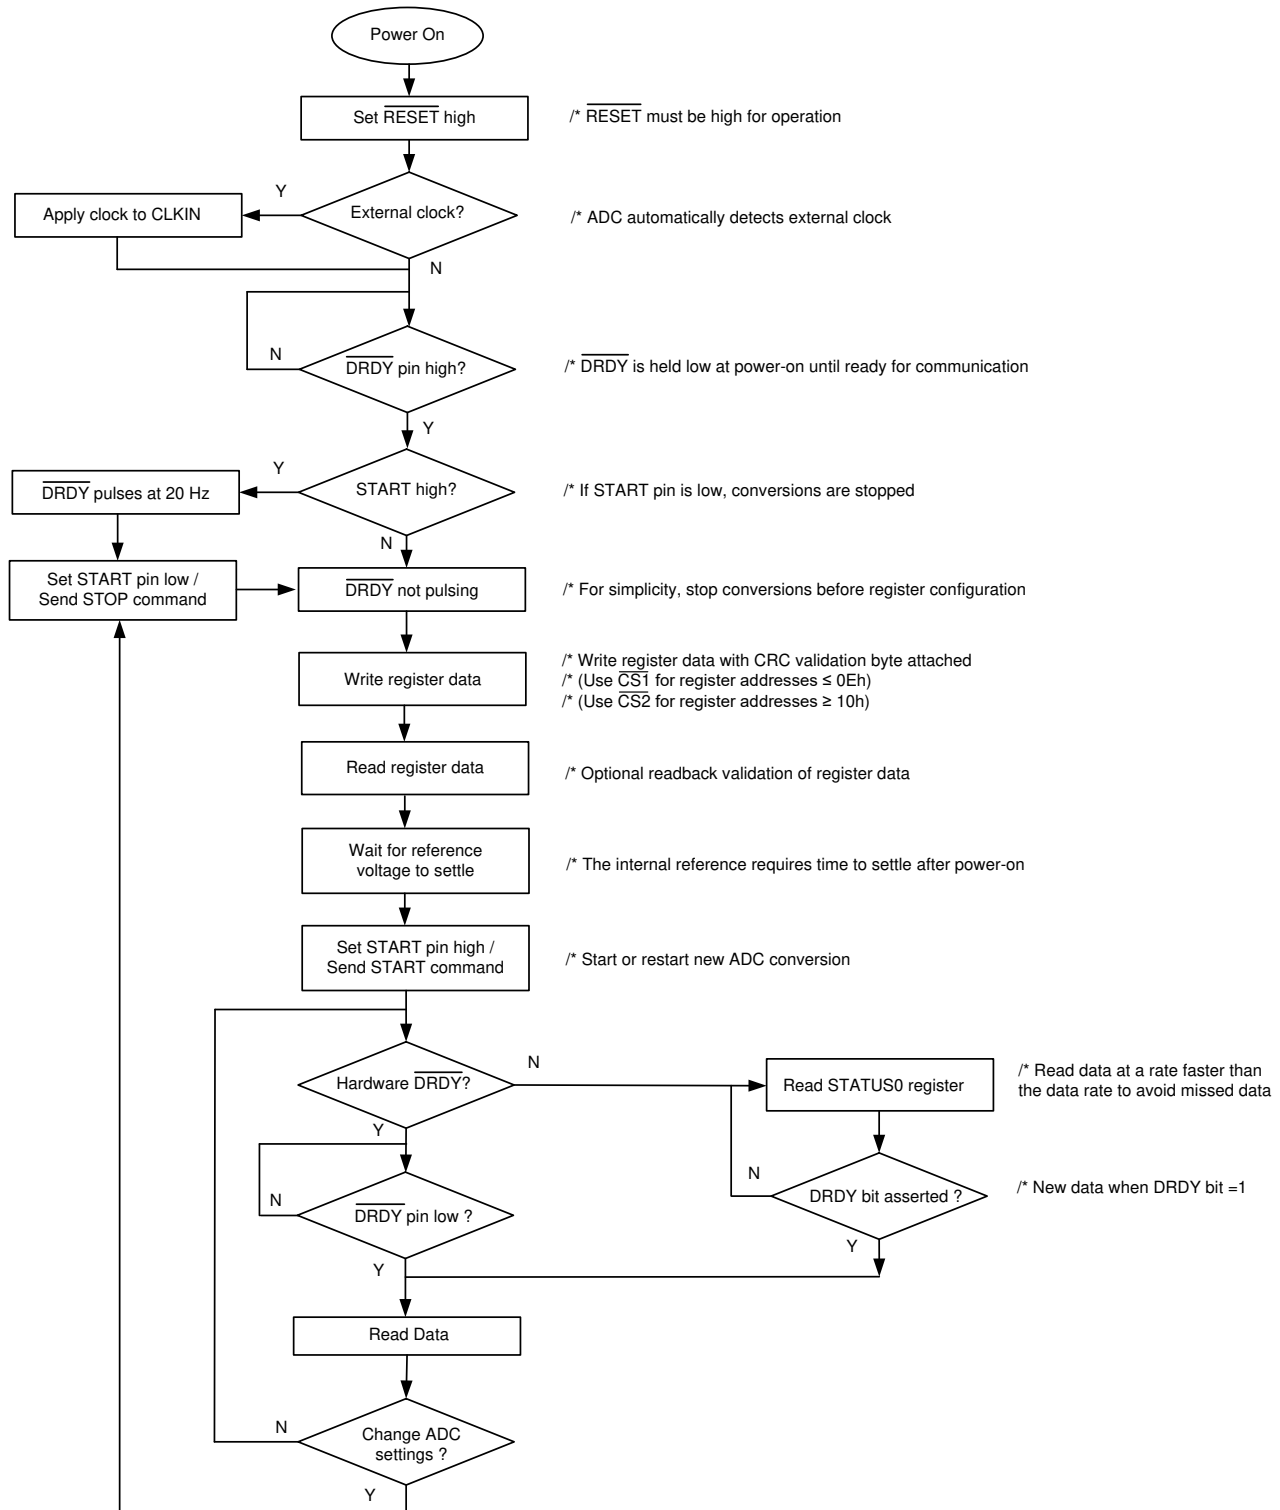 Power On
Set RESET high
/* RESET must be high for operation
Y
Apply clock to CLKIN
External clock?
/* ADC automatically detects external clock
N
N
DRDY pin high?
/* DRDY is held low at power-on until ready for communication
Y
Y
DRDY pulses at 20 Hz
START high?
/* If START pin is low, conversions are stopped
N
Set START pin low /
Send STOP command
DRDY not pulsing
/* For simplicity, stop conversions before register configuration
Write register data
/* Write register data with CRC validation byte attached
/* (Use CS1 for register addresses ≤ 0Eh)
/* (Use CS2 for register addresses ≥ 10h)
Read register data
/* Optional readback validation of register data
Wait for reference
voltage to settle
/* The internal reference requires time to settle after power-on
Set START pin high /
Send START command
/* Start or restart new ADC conversion
Hardware DRDY?
N
Read STATUS0 register
/* Read data at a rate faster than
the data rate to avoid missed data
Y
N
DRDY pin low ?
N
DRDY bit asserted ?
/* New data when DRDY bit =1
Y
Y
Read Data
N
Change ADC
settings ?
Y